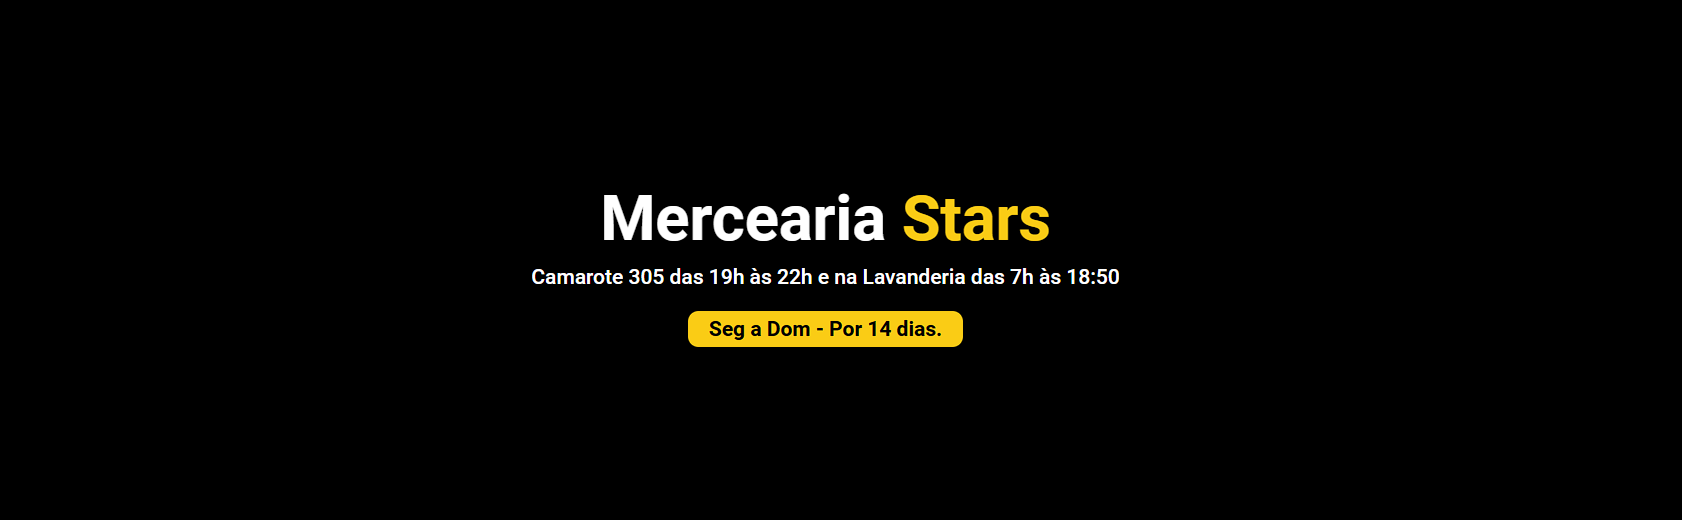 Mercearia Stars
Camarote 305 das 19h às 22h e na Lavanderia das 7h às 18:50
Seg a Dom - Por 14 dias.